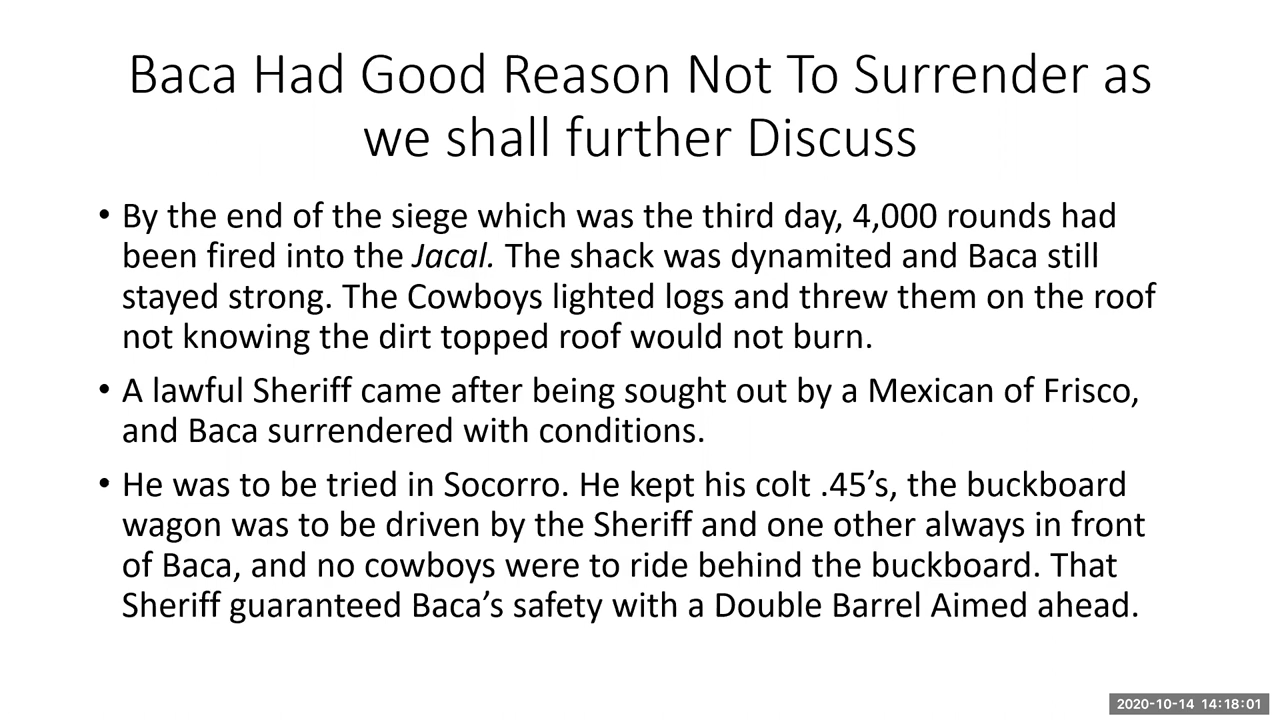 Baca Had Good Reason Not To Surrender as
we shall further Discuss
• By the end of the siege which was the third day, 4,000 rounds had
been fired into the Jacal. The shack was dynamited and Baca still
stayed strong. The Cowboys lighted logs and threw them on the roof
not knowing the dirt topped roof would not burn.
• A lawful Sheriff came after being sought out by a Mexican of Frisco,
and Baca surrendered with conditions.
• He was to be tried in Socorro. He kept his colt .45’s, the buckboard
wagon was to be driven by the Sheriff and one other always in front
of Baca, and no cowboys were to ride behind the buckboard. That
Sheriff guaranteed Baca’s safety with a Double Barrel Aimed ahead.
2020-10-14 14:18:01